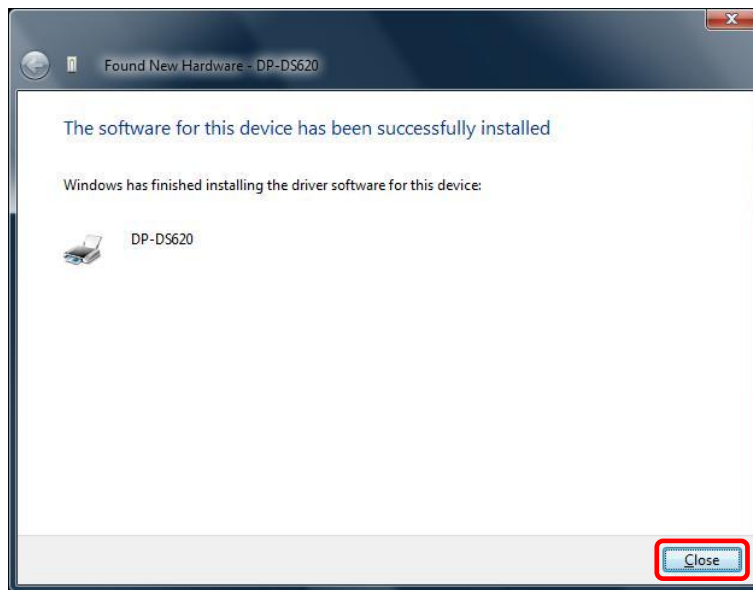 Found New Hardware - DP-DS620
The software for this device has been successfully installed
Windows has finished installing the driver software for this device:
DP-DS620
Close